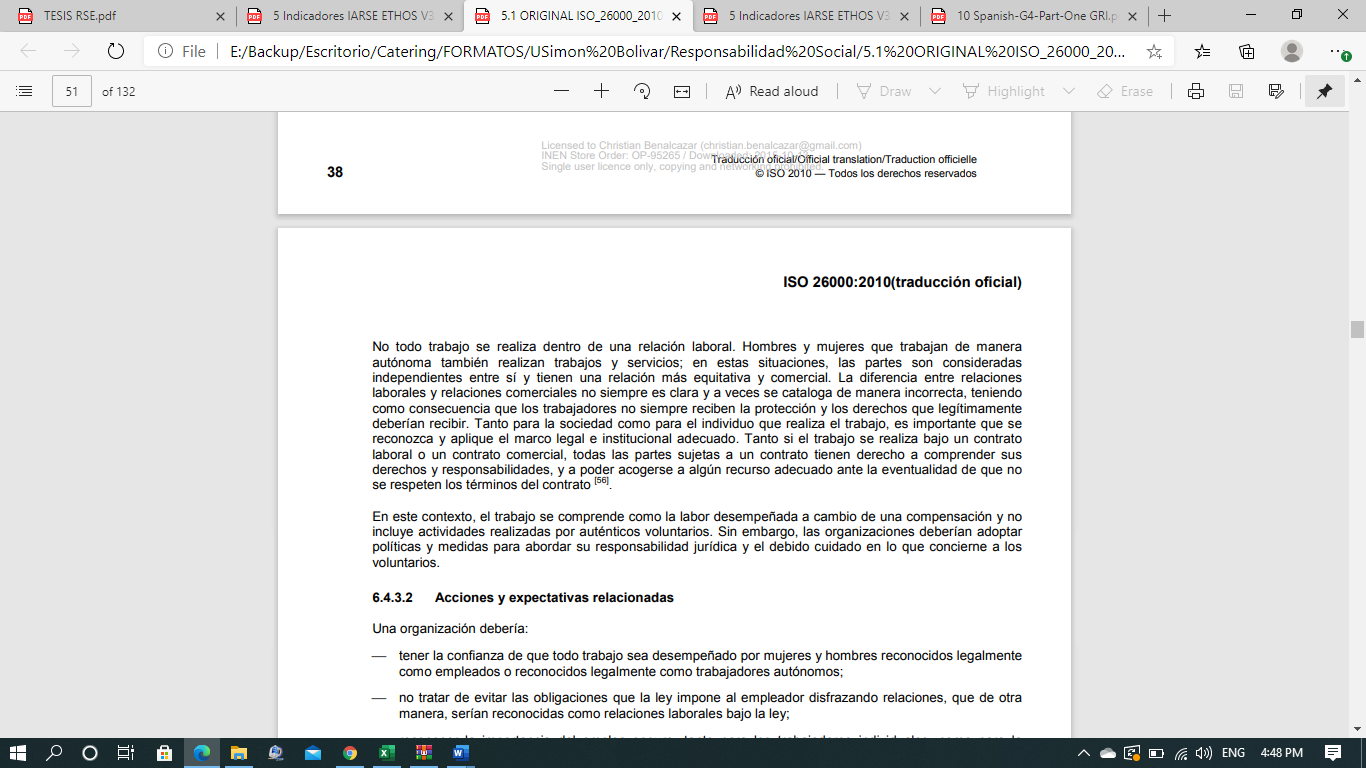 TESIS RSE.pdf
5 Indicadores IARSE ETHOS V3
5.1 ORIGINAL ISO_26000_2010
5 Indicadores IARSE ETHOS V3
10 Spanish-G4-Part-One GRI.p
File
E:/Backup/Escritorio/Catering/FORMATOS/USimon%20Bolivar/Responsabilidad%20Social/5.1%20ORIGINAL%20ISO_26000_20...
51 of 132
Read aloud
Draw
Highlight
Erase
Licensed to Christian Benalcazar (christian.benalcazar@gmail.com)
INEN Store Order: OP-95265 /
Single user licence only, copying and networking prohibited.
Traducción oficial/Official translation/Traduction officielle
38
© ISO 2010 — Todos los derechos reservados
ISO 26000:2010(traducción oficial)
No todo trabajo se realiza dentro de una relación laboral. Hombres y mujeres que trabajan de manera
autónoma también realizan trabajos y servicios; en estas situaciones, las partes son consideradas
independientes entre sí y tienen una relación más equitativa y comercial. La diferencia entre relaciones
laborales y relaciones comerciales no siempre es clara y a veces se cataloga de manera incorrecta, teniendo
como consecuencia que los trabajadores no siempre reciben la protección y los derechos que legítimamente
deberían recibir. Tanto para la sociedad como para el individuo que realiza el trabajo, es importante que se
reconozca y aplique el marco legal e institucional adecuado. Tanto si el trabajo se realiza bajo un contrato
laboral o un contrato comercial, todas las partes sujetas a un contrato tienen derecho a comprender sus
derechos y responsabilidades, y a poder acogerse a algún recurso adecuado ante la eventualidad de que no
se respeten los términos del contrato [56].
En este contexto, el trabajo se comprende como la labor desempeñada a cambio de una compensación y no
incluye actividades realizadas por auténticos voluntarios. Sin embargo, las organizaciones deberían adoptar
políticas y medidas para abordar su responsabilidad jurídica y el debido cuidado en lo que concierne a los
voluntarios.
6.4.3.2 Acciones y expectativas relacionadas
Una organización debería:
— tener la confianza de que todo trabajo sea desempeñado por mujeres y hombres reconocidos legalmente
como empleados o reconocidos legalmente como trabajadores autónomos;
— no tratar de evitar las obligaciones que la ley impone al empleador disfrazando relaciones, que de otra
manera, serían reconocidas como relaciones laborales bajo la ley;
ENG
4:48 PM